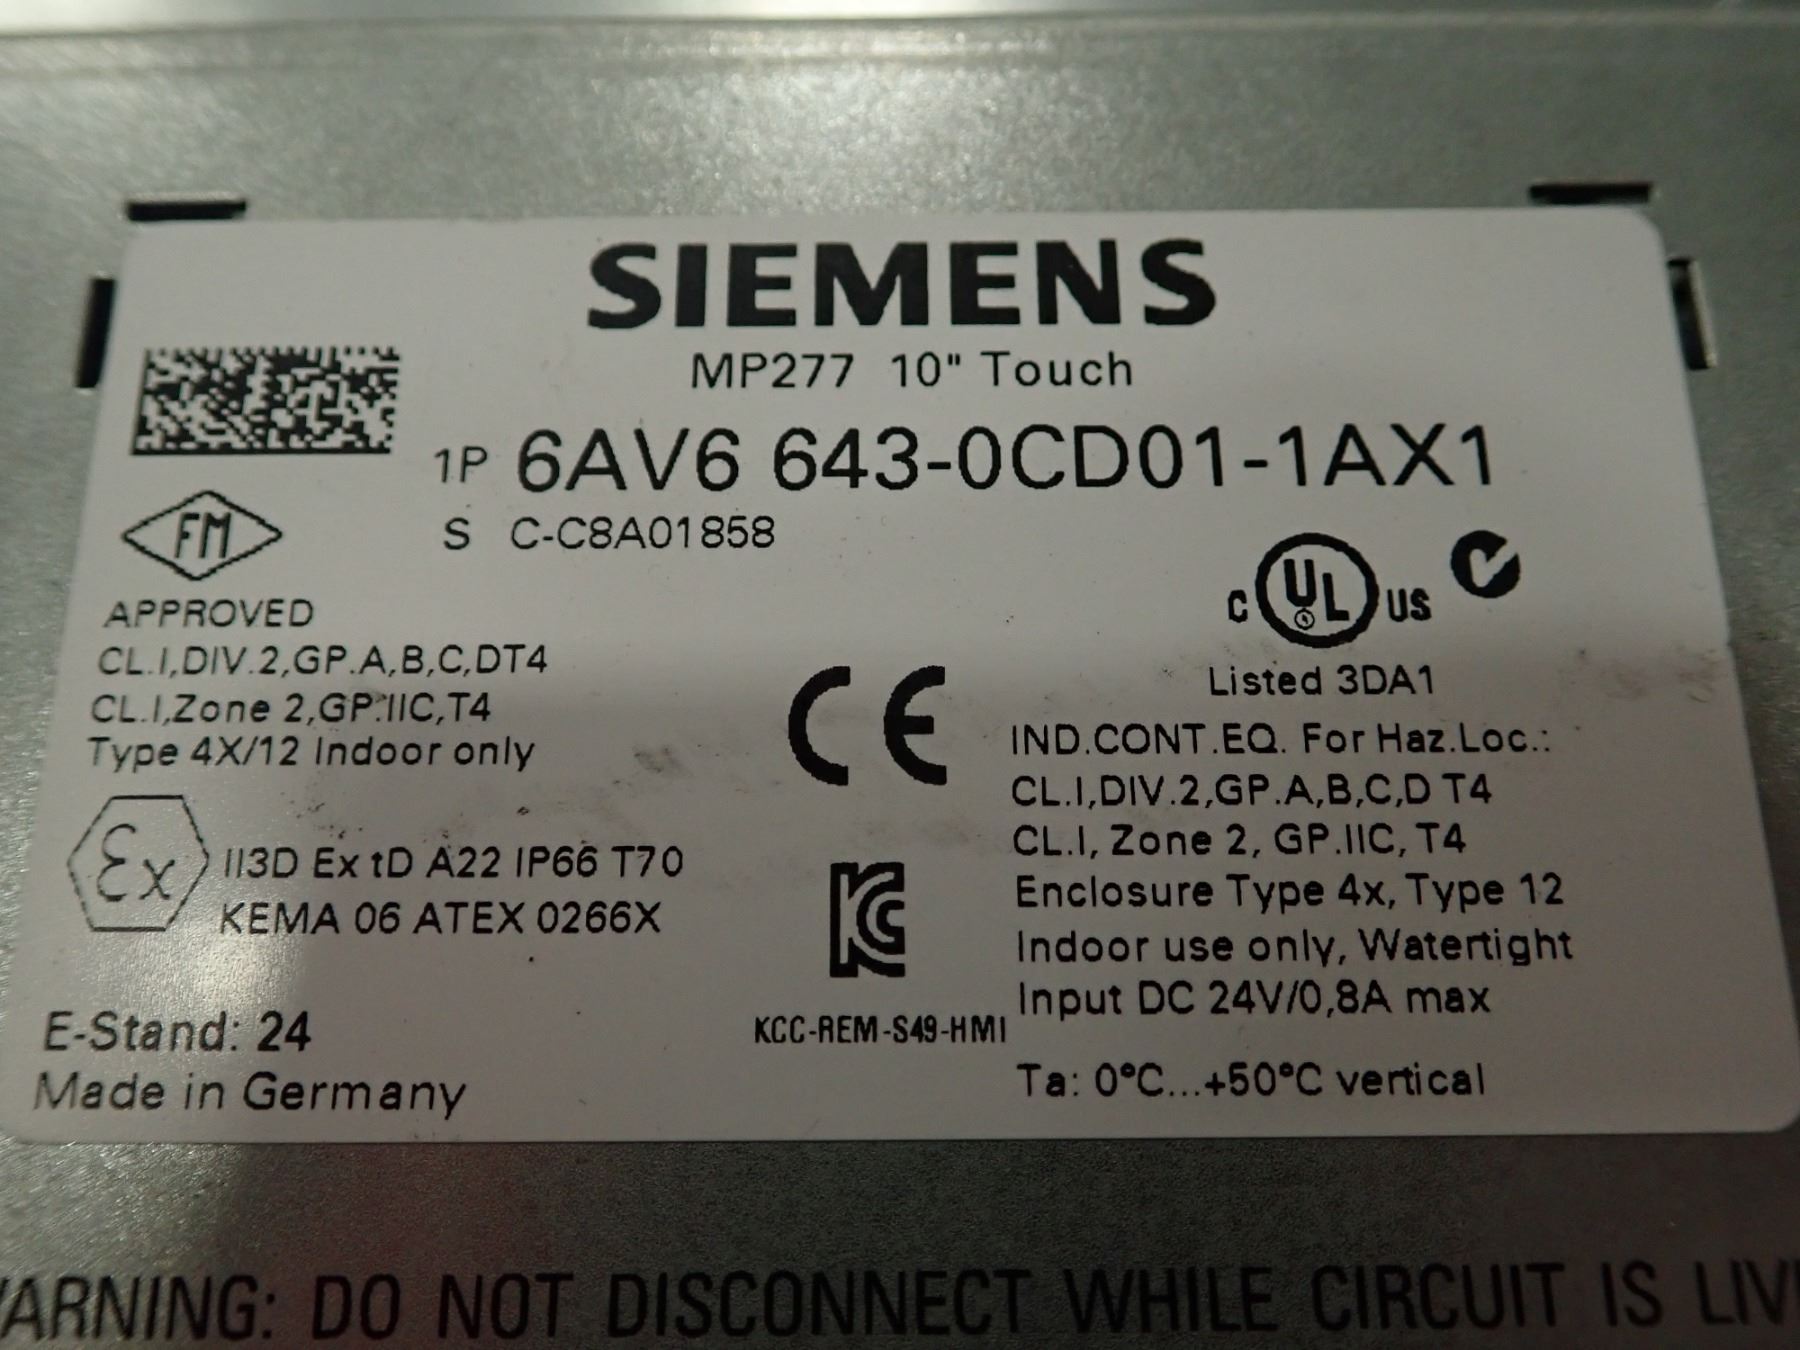 SIEMENS
MP277 10" Touch
1P 6AV6 643-0CD01-1AX1
S C-C8A01858
FM
APPROVED
CL.I,DIV.2,GP.A,B,C,DT4
CL.I,Zone 2,GP.IIC,T4
Type 4X/12 Indoor only
C UL US
Listed 3DA1
CE
IND.CONT.EQ. For Haz.Loc.:
CL.I,DIV.2,GP.A,B,C,D T4
CL.I, Zone 2, GP.IIC, T4
Enclosure Type 4x, Type 12
Indoor use only, Watertight
Input DC 24V/0,8A max
Ta: 0°C...+50°C vertical
Ex II3D Ex tD A22 IP66 T70
KEMA 06 ATEX 0266X
KC
KCC-REM-S49-HMI
E-Stand: 24
Made in Germany
ARNING: DO NOT DISCONNECT WHILE CIRCUIT IS LIV